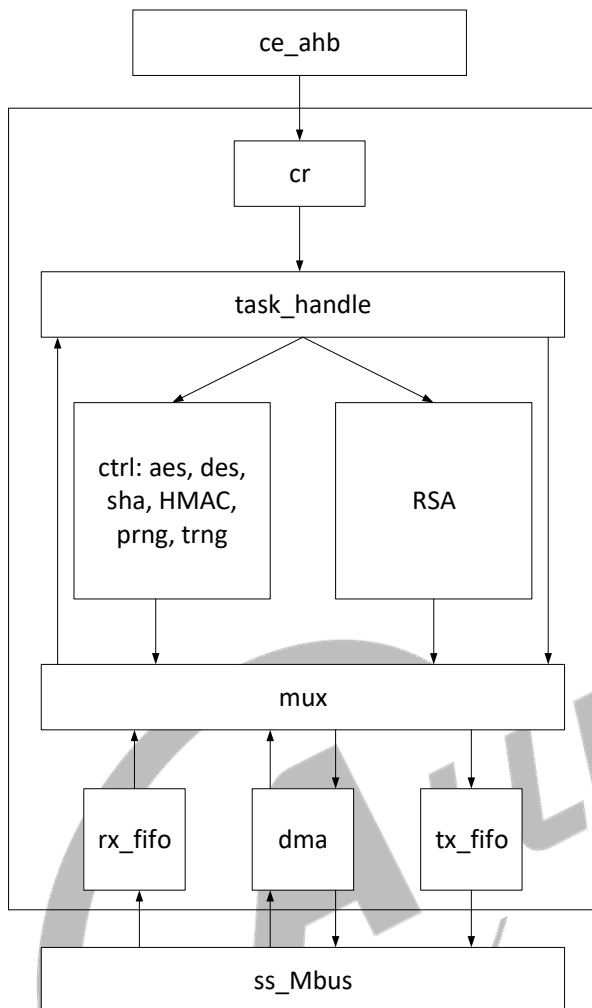 ce_ahb
cr
task_handle
ctrl: aes, des,
sha, HMAC,
prng, trng
RSA
mux
rx_fifo
dma
tx_fifo
ss_Mbus